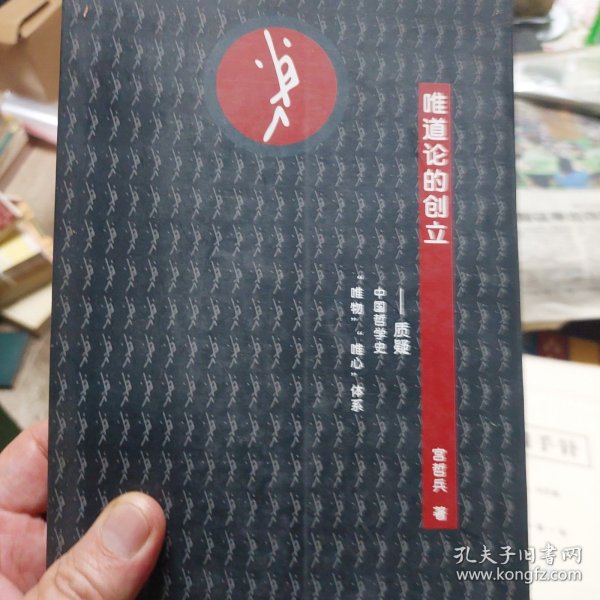 唯道论的创立
——质疑
中国哲学史
“唯物”“唯心”体系
宫哲兵 著
孔夫子旧书网
www.kongfz.com